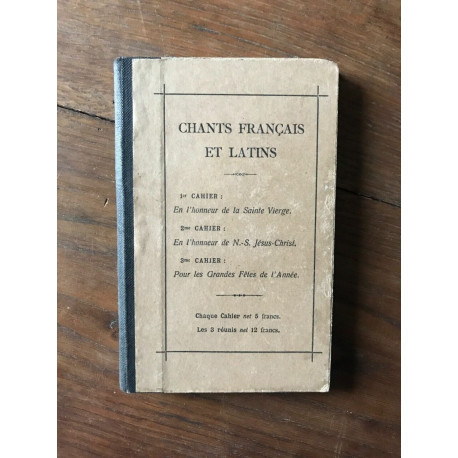 CHANTS FRANÇAIS
ET LATINS
1er CAHIER :
En l'honneur de la Sainte Vierge.
2me CAHIER :
En l'honneur de N.-S. Jésus-Christ.
3me CAHIER :
Pour les Grandes Fêtes de l'Année.
Chaque Cahier net 5 francs.
Les 3 réunis net 12 francs.